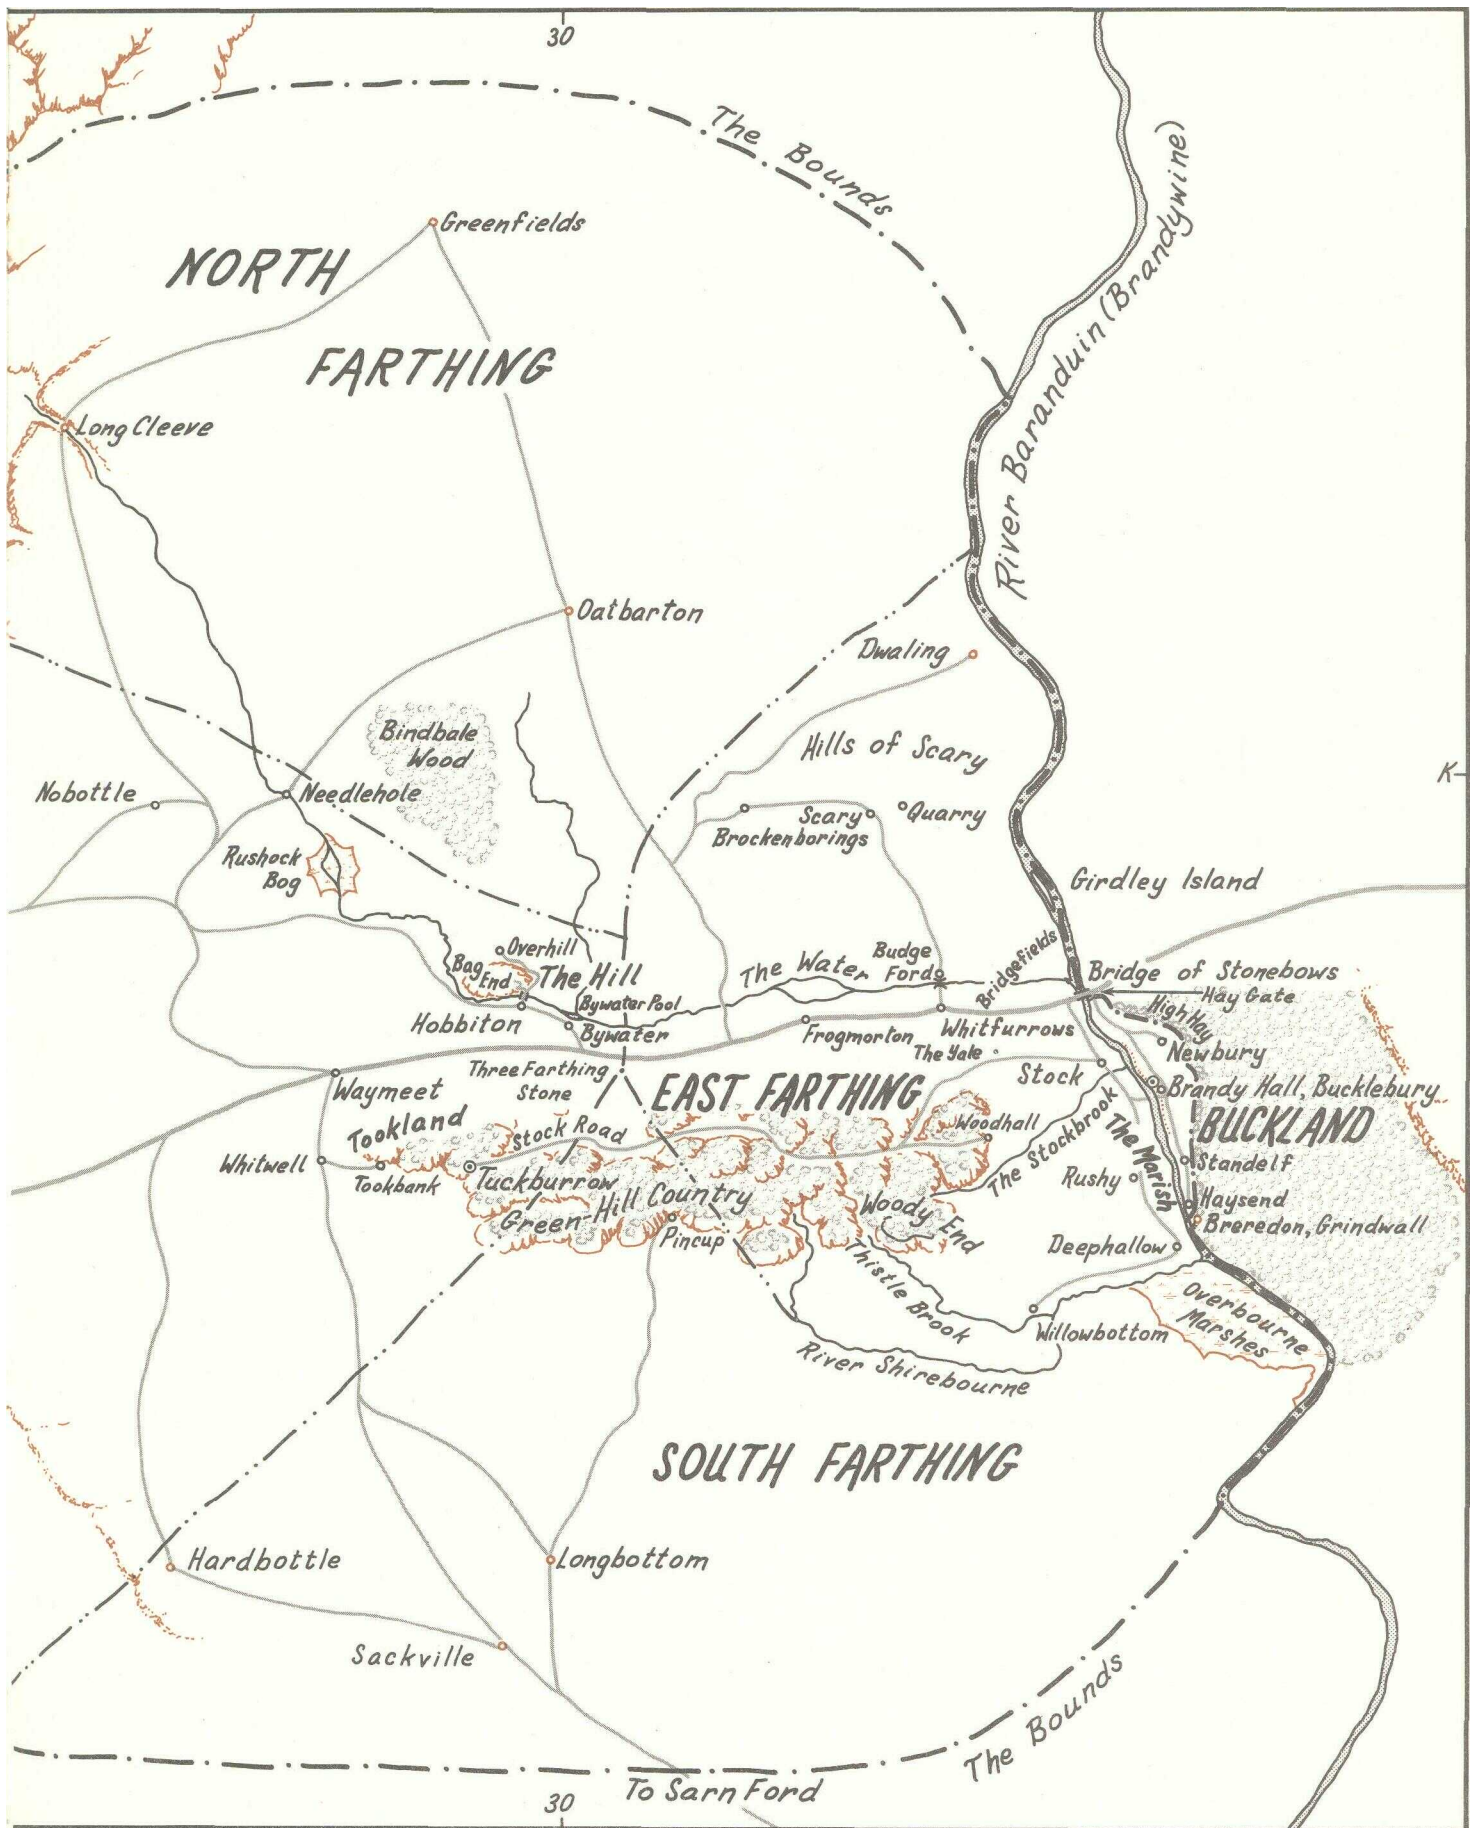 30
The Bounds
River Baranduin (Brandywine)
Greenfields
NORTH
FARTHING
Long Cleeve
Oatbarton
Dwaling
Bindbale
Wood
Hills of Scary
K
Nobottle
Needlehole
Scary
Quarry
Brockenborings
Rushock
Bog
Girdley Island
Overhill
Bag
End
The Hill
The Water
Budge
Ford
Bridgefields
Bridge of Stonebows
Hay Gate
High Hay
Bywater Pool
Hobbiton
Bywater
Frogmorton
Whitfurrows
The Yale
Newbury
Three Farthing
Stone
Stock
Waymeet
EAST FARTHING
Brandy Hall, Bucklebury
BUCKLAND
Tookland
Stock Road
Woodhall
The Stockbrook
The Marish
Whitwell
Tookbank
Tuckburrow
Standelf
Rushy
Green-Hill Country
Pincup
Woody End
Haysend
Breredon, Grindwall
Deephallow
Thistle Brook
Willowbottom
Overbourne
Marshes
River Shirebourne
SOUTH FARTHING
Hardbottle
Longbottom
Sackville
The Bounds
To Sarn Ford
30